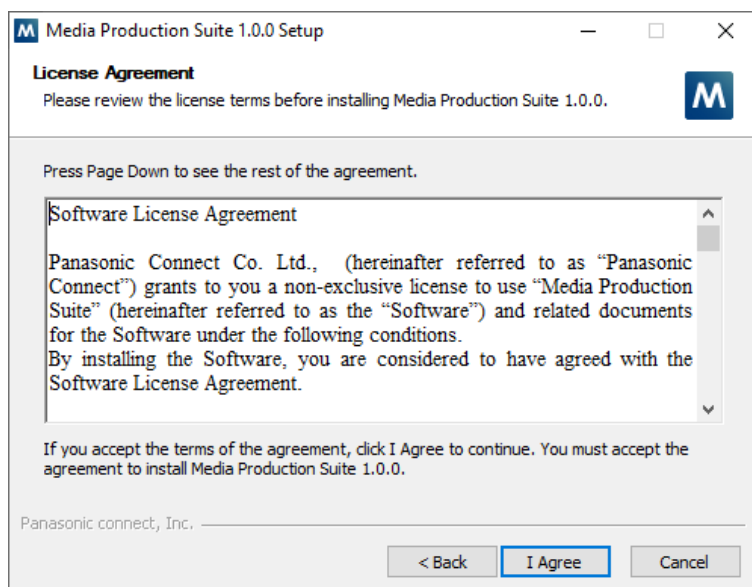 Media Production Suite 1.0.0 Setup
License Agreement
Please review the license terms before installing Media Production Suite 1.0.0.
M
Press Page Down to see the rest of the agreement.
Software License Agreement
Panasonic Connect Co. Ltd., (hereinafter referred to as “Panasonic
Connect”) grants to you a non-exclusive license to use “Media Production
Suite” (hereinafter referred to as the “Software”) and related documents
for the Software under the following conditions.
By installing the Software, you are considered to have agreed with the
Software License Agreement.
If you accept the terms of the agreement, click I Agree to continue. You must accept the
agreement to install Media Production Suite 1.0.0.
Panasonic connect, Inc.
< Back I Agree Cancel